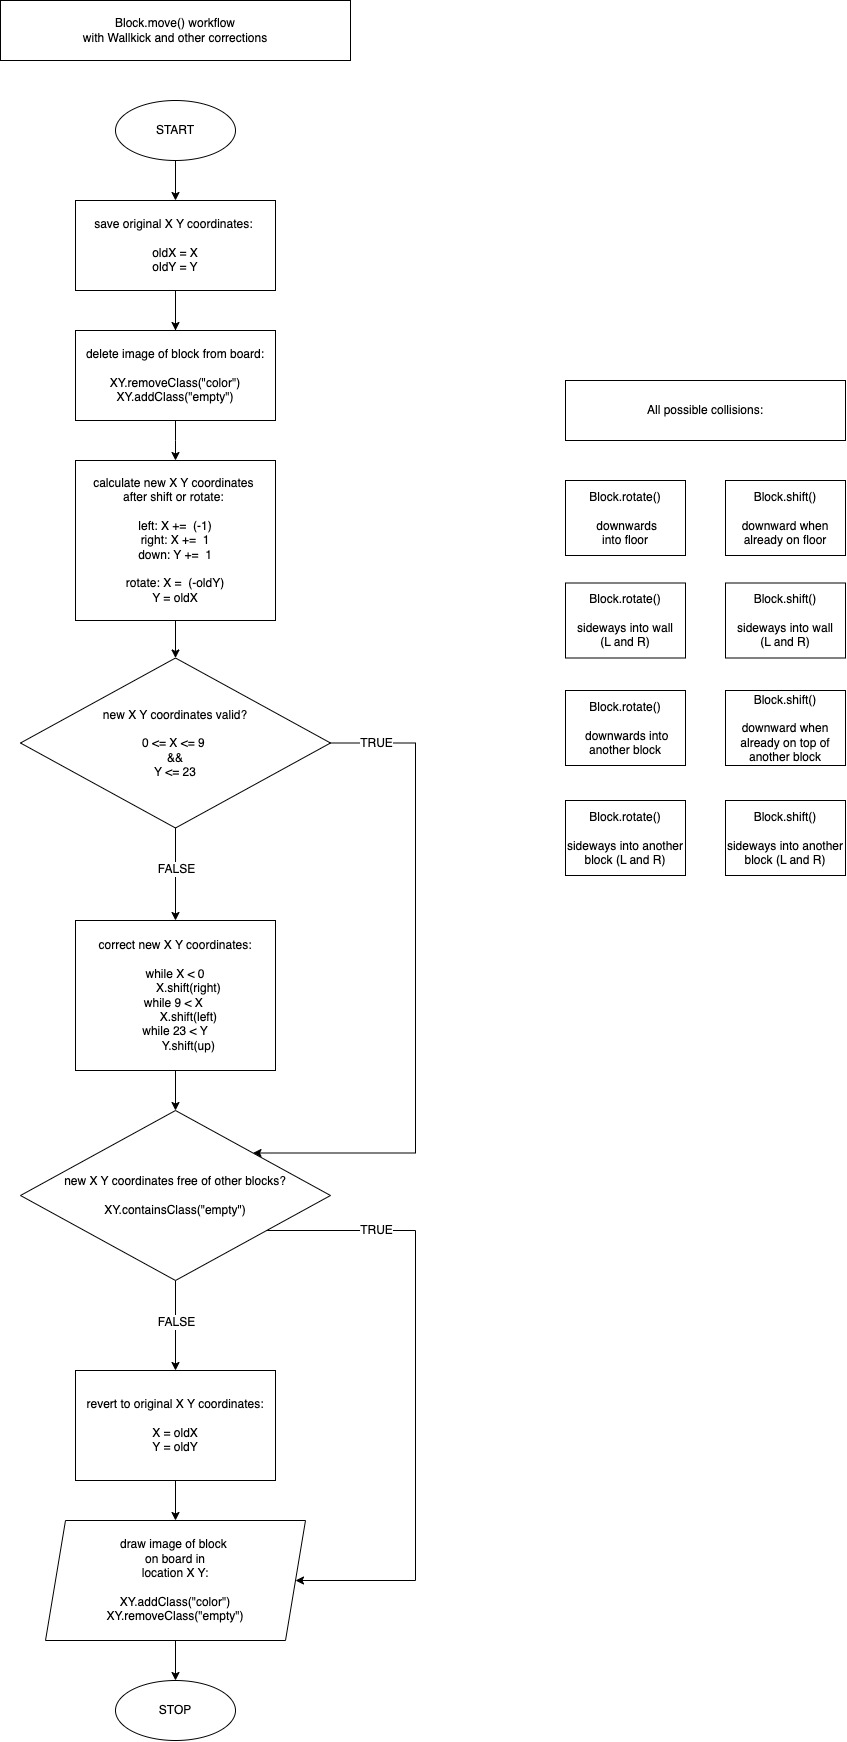 Block.move() workflow
with Wallkick and other corrections
START
save original X Y coordinates:
oldX = X
oldY = Y
delete image of block from board:
XY.removeClass("color")
XY.addClass("empty")
calculate new X Y coordinates
after shift or rotate:
left: X += (-1)
right: X += 1
down: Y += 1
rotate: X = (-oldY)
Y = oldX
new X Y coordinates valid?
0 <= X <= 9
&&
Y <= 23
TRUE
FALSE
correct new X Y coordinates:
while X < 0
X.shift(right)
while 9 < X
X.shift(left)
while 23 < Y
Y.shift(up)
new X Y coordinates free of other blocks?
XY.containsClass("empty")
TRUE
FALSE
revert to original X Y coordinates:
X = oldX
Y = oldY
draw image of block
on board in
location X Y:
XY.addClass("color")
XY.removeClass("empty")
STOP
All possible collisions:
Block.rotate()
downwards
into floor
Block.shift()
downward when
already on floor
Block.rotate()
sideways into wall
(L and R)
Block.shift()
sideways into wall
(L and R)
Block.rotate()
downwards into
another block
Block.shift()
downward when
already on top of
another block
Block.rotate()
sideways into another
block (L and R)
Block.shift()
sideways into another
block (L and R)